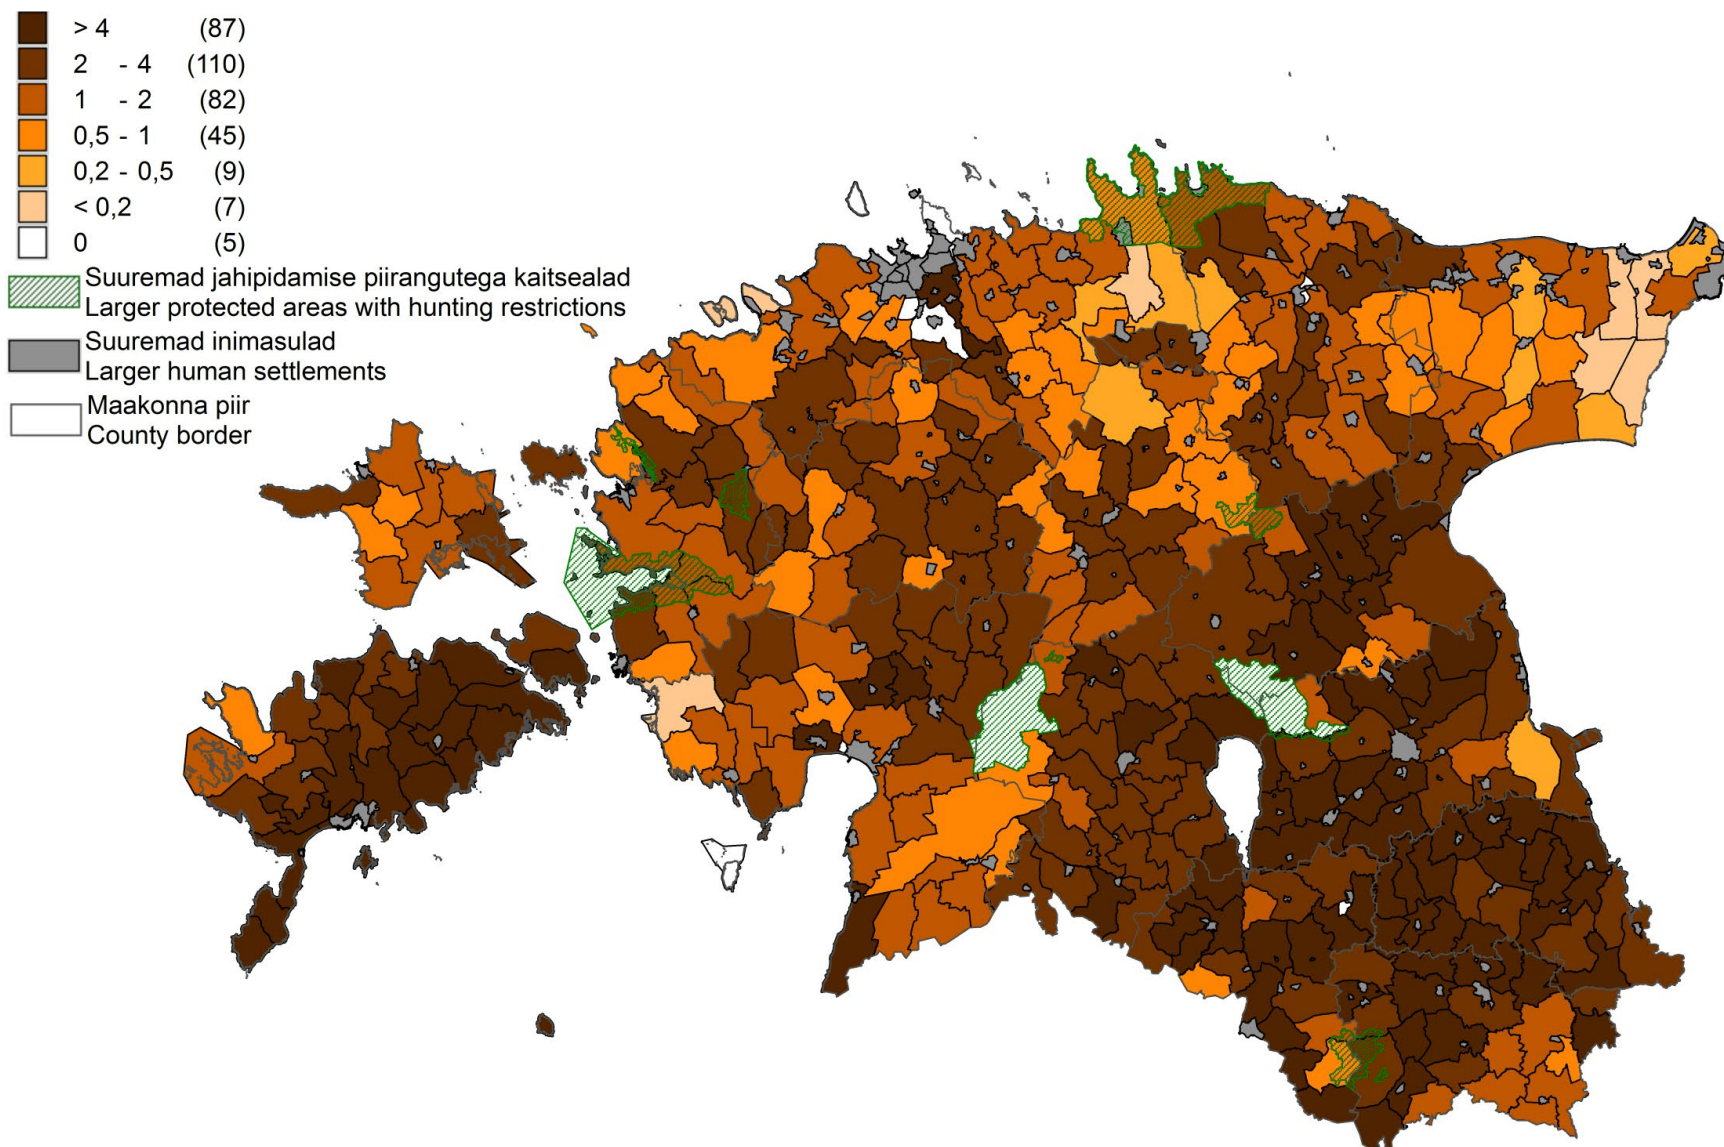 > 4 (87)
2 - 4 (110)
1 - 2 (82)
0,5 - 1 (45)
0,2 - 0,5 (9)
< 0,2 (7)
0 (5)
Suuremad jahipidamise piirangutega kaitsealad
Larger protected areas with hunting restrictions
Suuremad inimasulad
Larger human settlements
Maakonna piir
County border